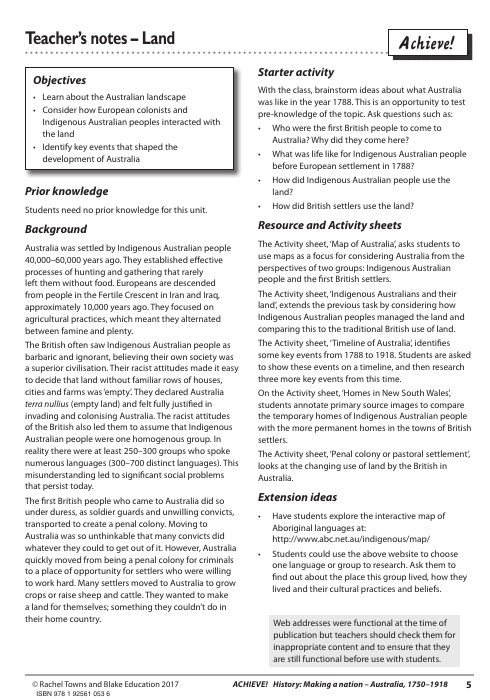 Teacher's notes – Land
Achieve!
Objectives
• Learn about the Australian landscape
• Consider how European colonists and
Indigenous Australian peoples interacted with
the land
• Identify key events that shaped the
development of Australia
Prior knowledge
Students need no prior knowledge for this unit.
Background
Australia was settled by Indigenous Australian people
40,000–60,000 years ago. They established effective
processes of hunting and gathering that rarely
left them without food. Europeans are descended
from people in the Fertile Crescent in Iran and Iraq,
approximately 10,000 years ago. They focused on
agricultural practices, which meant they alternated
between famine and plenty.
The British often saw Indigenous Australian people as
barbaric and ignorant, believing their own society was
a superior civilisation. Their racist attitudes made it easy
to decide that land without familiar rows of houses,
cities and farms was 'empty'. They declared Australia
terra nullius (empty land) and felt fully justified in
invading and colonising Australia. The racist attitudes
of the British also led them to assume that Indigenous
Australian people were one homogenous group. In
reality there were at least 250–300 groups who spoke
numerous languages (300–700 distinct languages). This
misunderstanding led to significant social problems
that persist today.
The first British people who came to Australia did so
under duress, as soldier guards and unwilling convicts,
transported to create a penal colony. Moving to
Australia was so unthinkable that many convicts did
whatever they could to get out of it. However, Australia
quickly moved from being a penal colony for criminals
to a place of opportunity for settlers who were willing
to work hard. Many settlers moved to Australia to grow
crops or raise sheep and cattle. They wanted to make
a land for themselves; something they couldn't do in
their home country.
Starter activity
With the class, brainstorm ideas about what Australia
was like in the year 1788. This is an opportunity to test
pre-knowledge of the topic. Ask questions such as:
• Who were the first British people to come to
Australia? Why did they come here?
• What was life like for Indigenous Australian people
before European settlement in 1788?
• How did Indigenous Australian people use the
land?
• How did British settlers use the land?
Resource and Activity sheets
The Activity sheet, 'Map of Australia', asks students to
use maps as a focus for considering Australia from the
perspectives of two groups: Indigenous Australian
people and the first British settlers.
The Activity sheet, 'Indigenous Australians and their
land', extends the previous task by considering how
Indigenous Australian peoples managed the land and
comparing this to the traditional British use of land.
The Activity sheet, 'Timeline of Australia', identifies
some key events from 1788 to 1918. Students are asked
to show these events on a timeline, and then research
three more key events from this time.
On the Activity sheet, 'Homes in New South Wales',
students annotate primary source images to compare
the temporary homes of Indigenous Australian people
with the more permanent homes in the towns of British
settlers.
The Activity sheet, 'Penal colony or pastoral settlement',
looks at the changing use of land by the British in
Australia.
Extension ideas
• Have students explore the interactive map of
Aboriginal languages at:
http://www.abc.net.au/indigenous/map/
• Students could use the above website to choose
one language or group to research. Ask them to
find out about the place this group lived, how they
lived and their cultural practices and beliefs.
Web addresses were functional at the time of
publication but teachers should check them for
inappropriate content and to ensure that they
are still functional before use with students.
© Rachel Towns and Blake Education 2017
ISBN 978 1 92561 053 6
ACHIEVE! History: Making a nation – Australia, 1750–1918 5